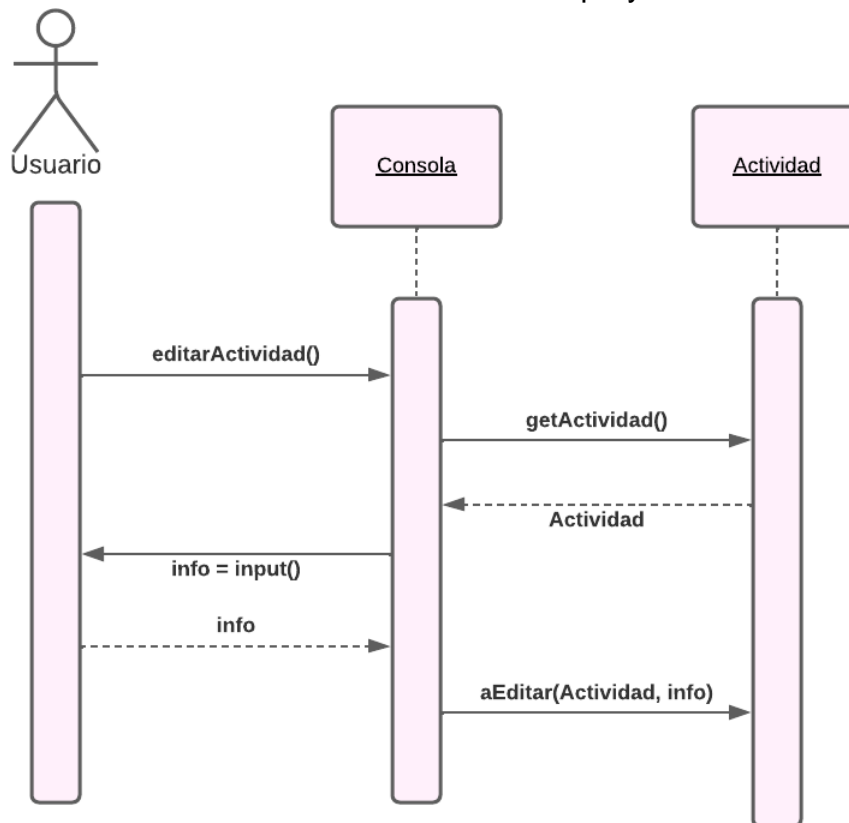 Usuario
Consola
Actividad
editarActividad()
getActividad()
Actividad
info = input()
info
aEditar(Actividad, info)